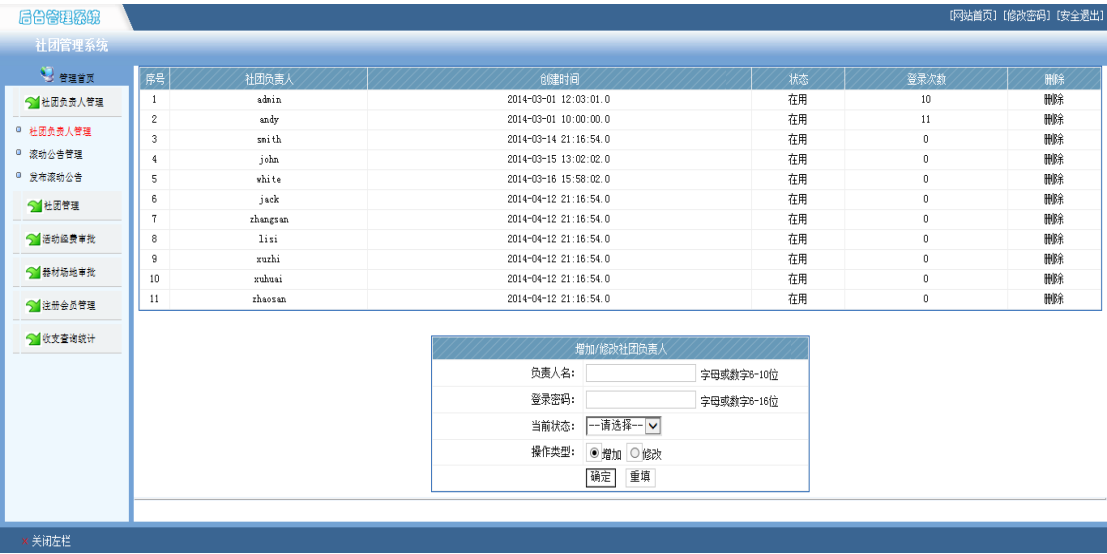 后台管理系统
[网站首页] [修改密码] [安全退出]
社团管理系统
管理首页
社团负责人管理
社团负责人管理
滚动公告管理
发布滚动公告
社团管理
活动经费审批
器材场地审批
注册会员管理
收支查询统计
序号 社团负责人 创建时间 状态 登录次数 删除
1 admin 2014-03-01 12:03:01.0 在用 10 删除
2 andy 2014-03-01 10:00:00.0 在用 11 删除
3 smith 2014-03-14 21:16:54.0 在用 0 删除
4 john 2014-03-15 13:02:02.0 在用 0 删除
5 white 2014-03-16 15:58:02.0 在用 0 删除
6 jack 2014-04-12 21:16:54.0 在用 0 删除
7 zhangsan 2014-04-12 21:16:54.0 在用 0 删除
8 lisi 2014-04-12 21:16:54.0 在用 0 删除
9 xuzhi 2014-04-12 21:16:54.0 在用 0 删除
10 xuhuai 2014-04-12 21:16:54.0 在用 0 删除
11 zhaosan 2014-04-12 21:16:54.0 在用 0 删除
增加/修改社团负责人
负责人名: 字母或数字6-10位
登录密码: 字母或数字6-16位
当前状态: --请选择--
操作类型: 增加 修改
确定 重填
× 关闭左栏